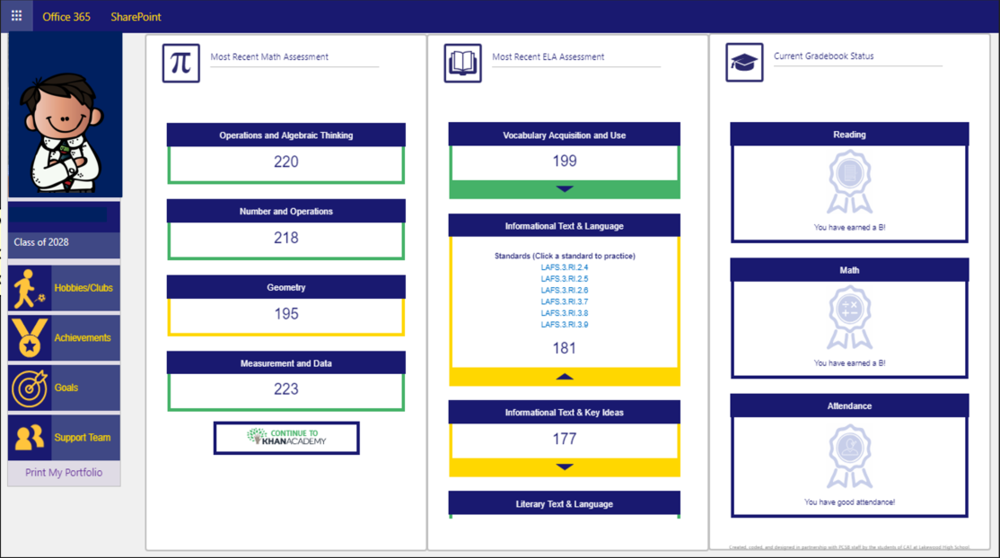 Office 365
SharePoint
Class of 2028
Hobbies/Clubs
Achievements
Goals
Support Team
Print My Portfolio
π
Most Recent Math Assessment
Operations and Algebraic Thinking
220
Number and Operations
218
Geometry
195
Measurement and Data
223
CONTINUE TO
KHANACADEMY
Most Recent ELA Assessment
Vocabulary Acquisition and Use
199
Informational Text & Language
Standards (Click a standard to practice)
LAFS.3.RI.2.4
LAFS.3.RI.2.5
LAFS.3.RI.2.6
LAFS.3.RI.3.7
LAFS.3.RI.3.8
LAFS.3.RI.3.9
181
Informational Text & Key Ideas
177
Literary Text & Language
Current Gradebook Status
Reading
You have earned a B!
Math
You have earned a B!
Attendance
You have good attendance!
Created, coded, and designed in partnership with PCSB staff by the students of CAT at Lakewood High School.